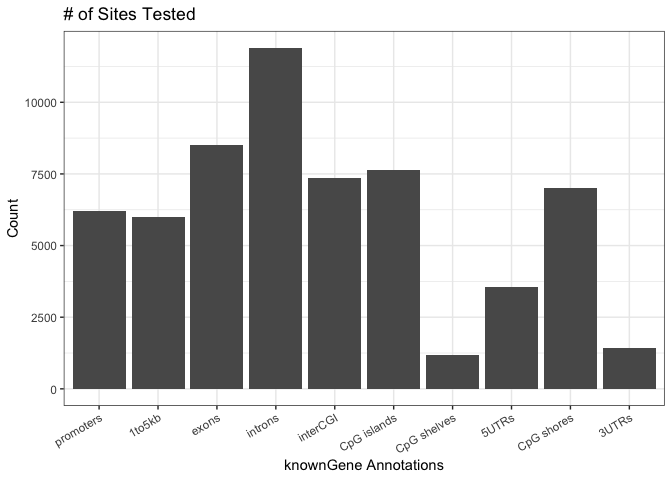 # of Sites Tested
Count
10000
7500
5000
2500
0
promoters
1to5kb
exons
introns
interCGI
CpG islands
CpG shelves
5UTRs
CpG shores
3UTRs
knownGene Annotations